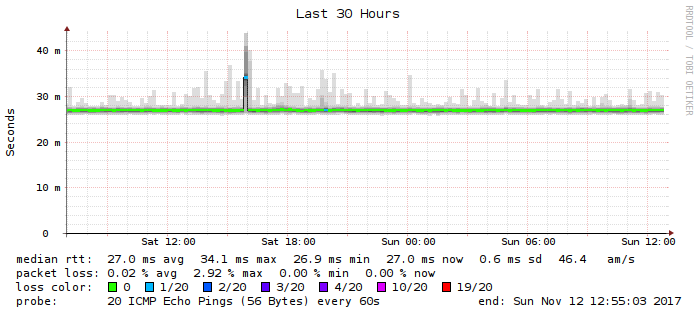 Last 30 Hours
RRDTOOL / TOBI OETIKER
Seconds
40 m
30 m
20 m
10 m
0
Sat 12:00 Sat 18:00 Sun 00:00 Sun 06:00 Sun 12:00
median rtt: 27.0 ms avg 34.1 ms max 26.9 ms min 27.0 ms now 0.6 ms sd 46.4 am/s
packet loss: 0.02 % avg 2.92 % max 0.00 % min 0.00 % now
loss color: 0 1/20 2/20 3/20 4/20 10/20 19/20
probe: 20 ICMP Echo Pings (56 Bytes) every 60s end: Sun Nov 12 12:55:03 2017